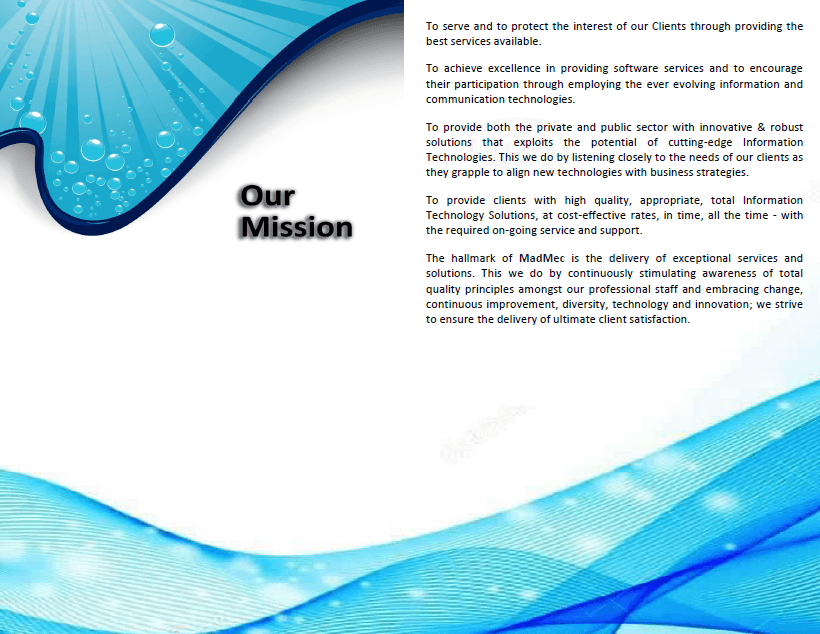 Our
Mission
To serve and to protect the interest of our Clients through providing the
best services available.
To achieve excellence in providing software services and to encourage
their participation through employing the ever evolving information and
communication technologies.
To provide both the private and public sector with innovative & robust
solutions that exploits the potential of cutting-edge Information
Technologies. This we do by listening closely to the needs of our clients as
they grapple to align new technologies with business strategies.
To provide clients with high quality, appropriate, total Information
Technology Solutions, at cost-effective rates, in time, all the time - with
the required on-going service and support.
The hallmark of MadMec is the delivery of exceptional services and
solutions. This we do by continuously stimulating awareness of total
quality principles amongst our professional staff and embracing change,
continuous improvement, diversity, technology and innovation; we strive
to ensure the delivery of ultimate client satisfaction.